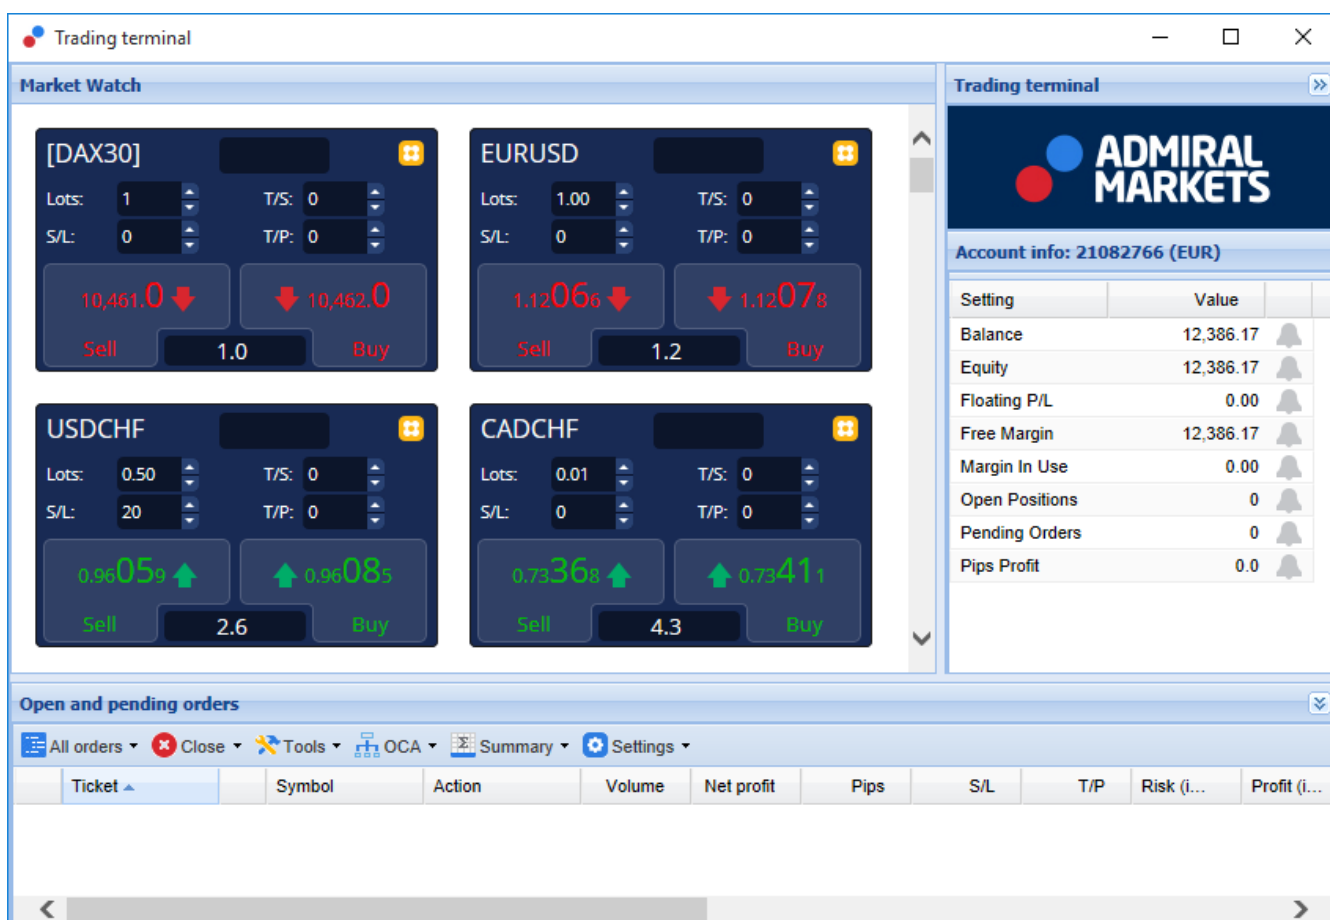 Trading terminal
Market Watch
[DAX30]
Lots: 1 T/S: 0
S/L: 0 T/P: 0
10,461.0 10,462.0
Sell 1.0 Buy
EURUSD
Lots: 1.00 T/S: 0
S/L: 0 T/P: 0
1.12066 1.12078
Sell 1.2 Buy
USDCHF
Lots: 0.50 T/S: 0
S/L: 20 T/P: 0
0.96059 0.96085
Sell 2.6 Buy
CADCHF
Lots: 0.01 T/S: 0
S/L: 0 T/P: 0
0.73368 0.73411
Sell 4.3 Buy
Trading terminal
ADMIRAL
MARKETS
Account info: 21082766 (EUR)
Setting Value
Balance 12,386.17
Equity 12,386.17
Floating P/L 0.00
Free Margin 12,386.17
Margin In Use 0.00
Open Positions 0
Pending Orders 0
Pips Profit 0.0
Open and pending orders
All orders Close Tools OCA Summary Settings
Ticket Symbol Action Volume Net profit Pips S/L T/P Risk (i... Profit (i...